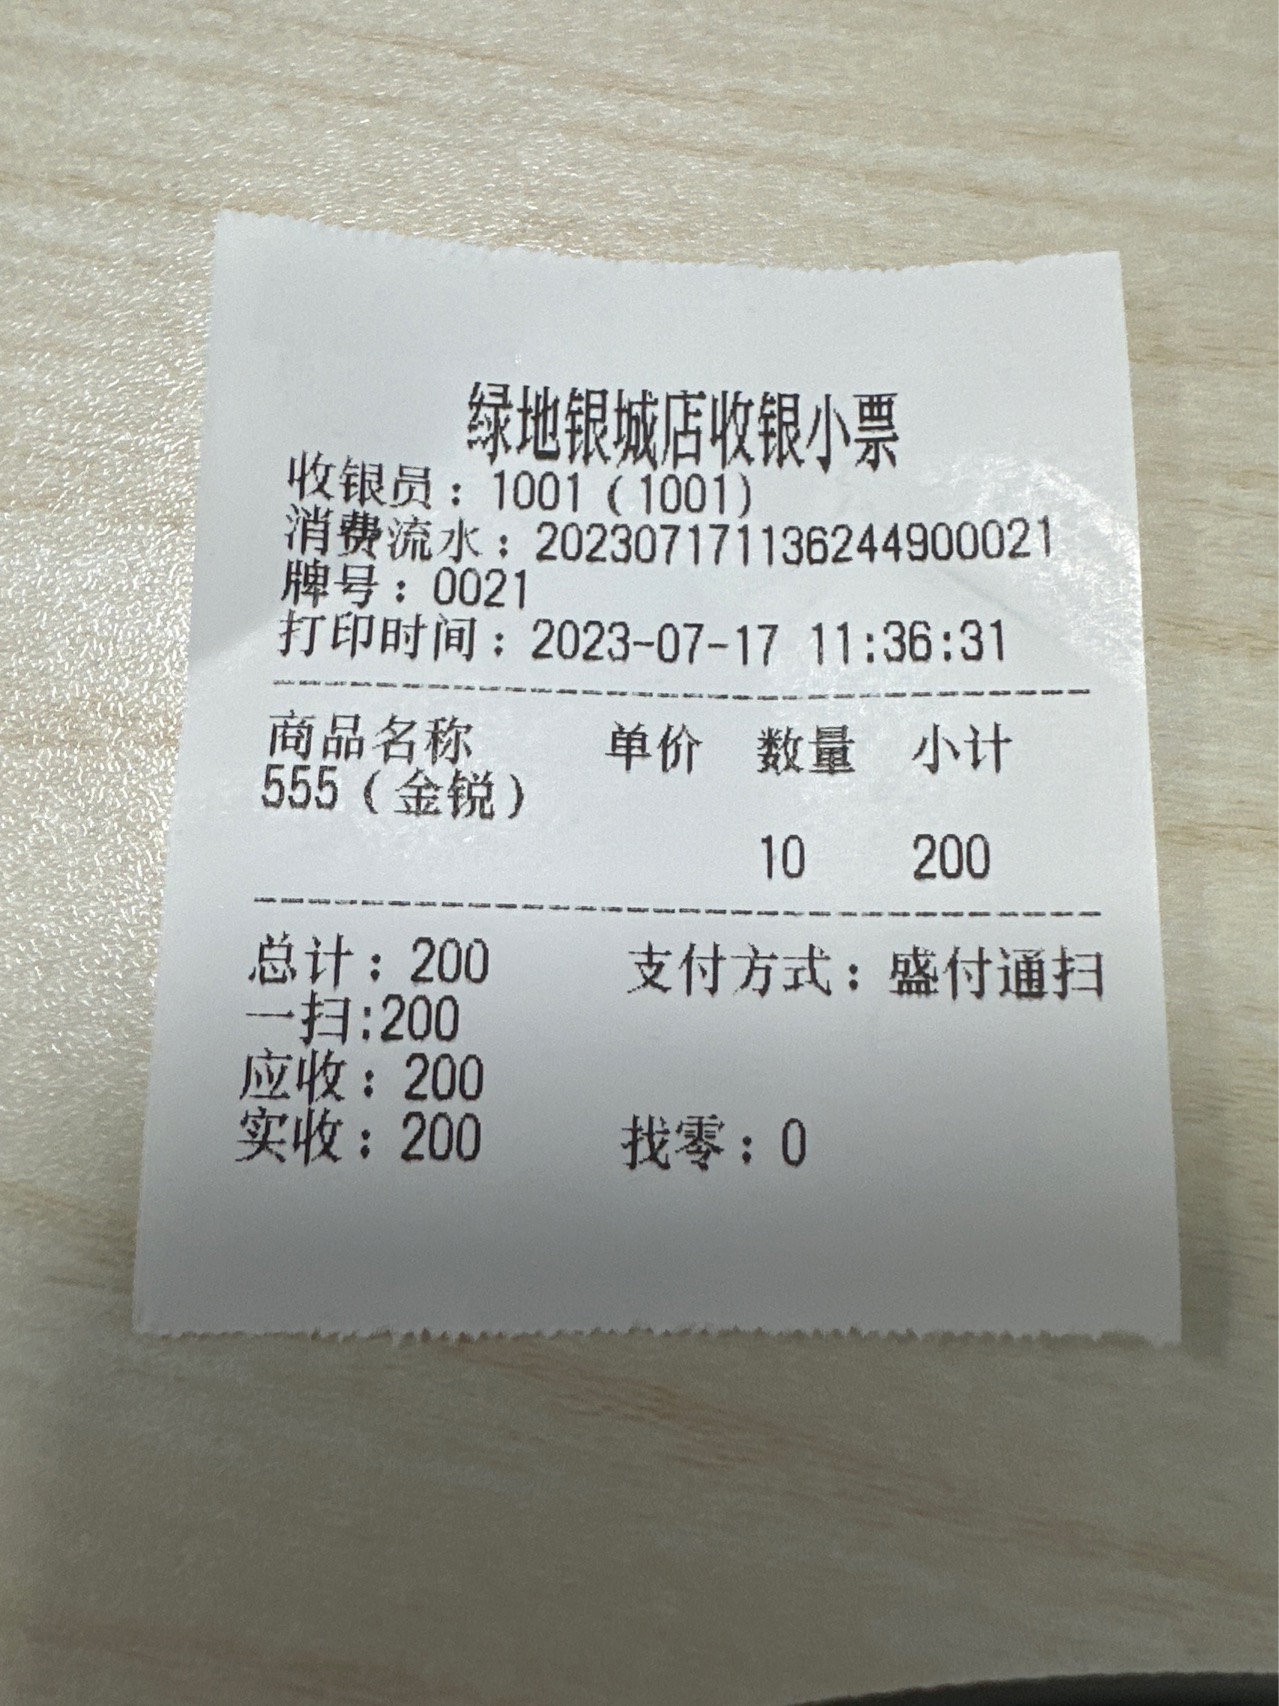 绿地银城店收银小票
收银员：1001（1001）
消费流水：202307171136244900021
牌号：0021
打印时间：2023-07-17 11:36:31
商品名称 单价 数量 小计
555（金锐）
10 200
总计：200 支付方式：盛付通扫
一扫:200
应收：200
实收：200 找零：0